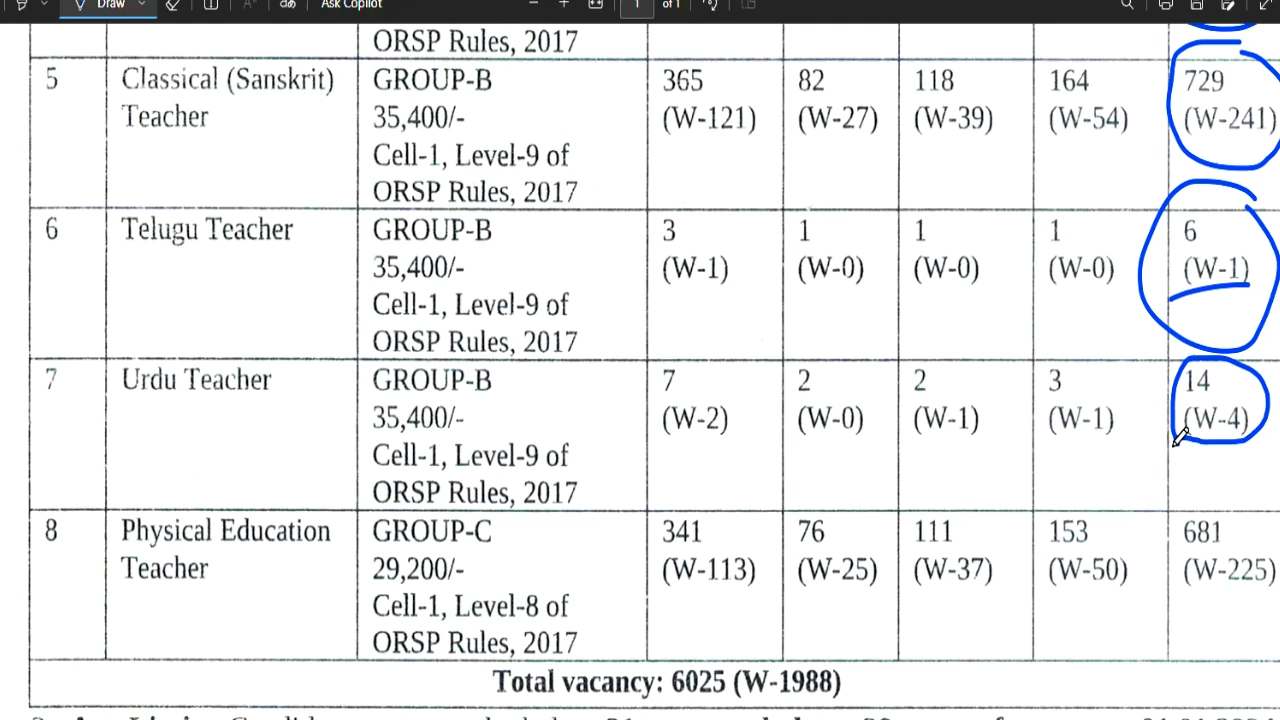 Draw
Ask Copilot
1 of 1
ORSP Rules, 2017
5 Classical (Sanskrit) Teacher GROUP-B 365 82 118 164 729
35,400/- (W-121) (W-27) (W-39) (W-54) (W-241)
Cell-1, Level-9 of
ORSP Rules, 2017
6 Telugu Teacher GROUP-B 3 1 1 1 6
35,400/- (W-1) (W-0) (W-0) (W-0) (W-1)
Cell-1, Level-9 of
ORSP Rules, 2017
7 Urdu Teacher GROUP-B 7 2 2 3 14
35,400/- (W-2) (W-0) (W-1) (W-1) (W-4)
Cell-1, Level-9 of
ORSP Rules, 2017
8 Physical Education Teacher GROUP-C 341 76 111 153 681
29,200/- (W-113) (W-25) (W-37) (W-50) (W-225)
Cell-1, Level-8 of
ORSP Rules, 2017
Total vacancy: 6025 (W-1988)